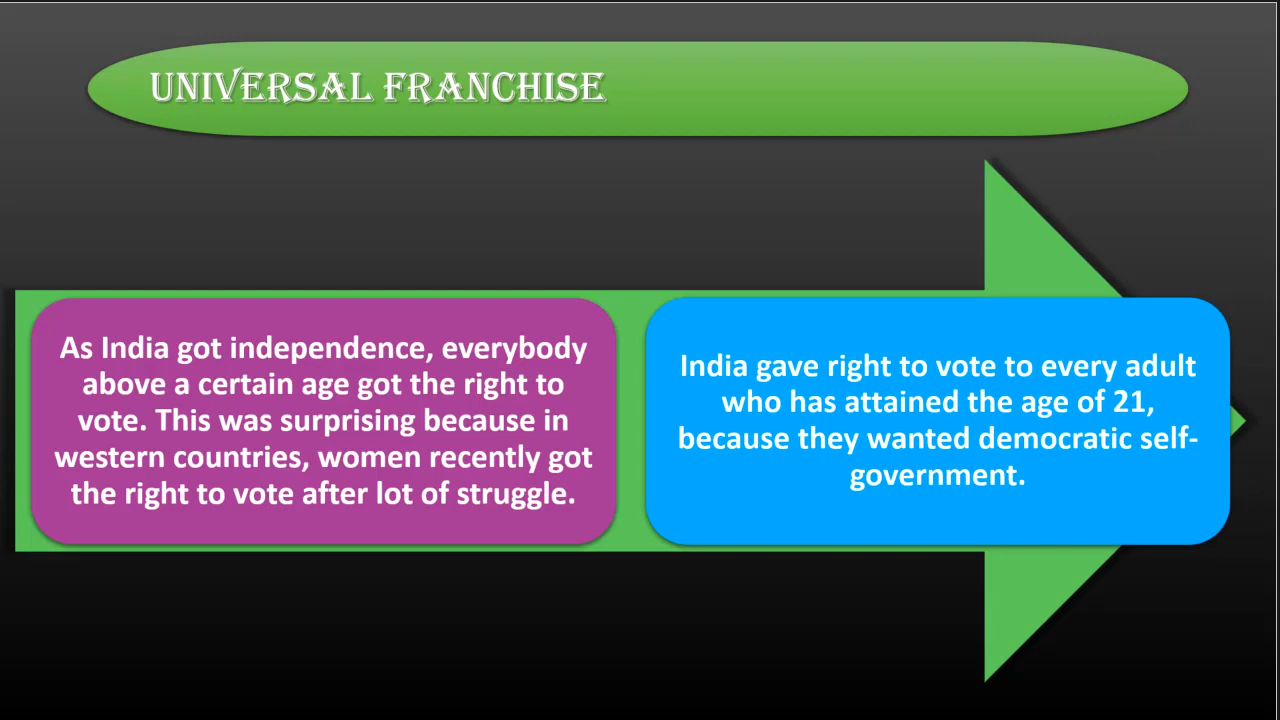 UNIVERSAL FRANCHISE
As India got independence, everybody
above a certain age got the right to
vote. This was surprising because in
western countries, women recently got
the right to vote after lot of struggle.
India gave right to vote to every adult
who has attained the age of 21,
because they wanted democratic self-
government.